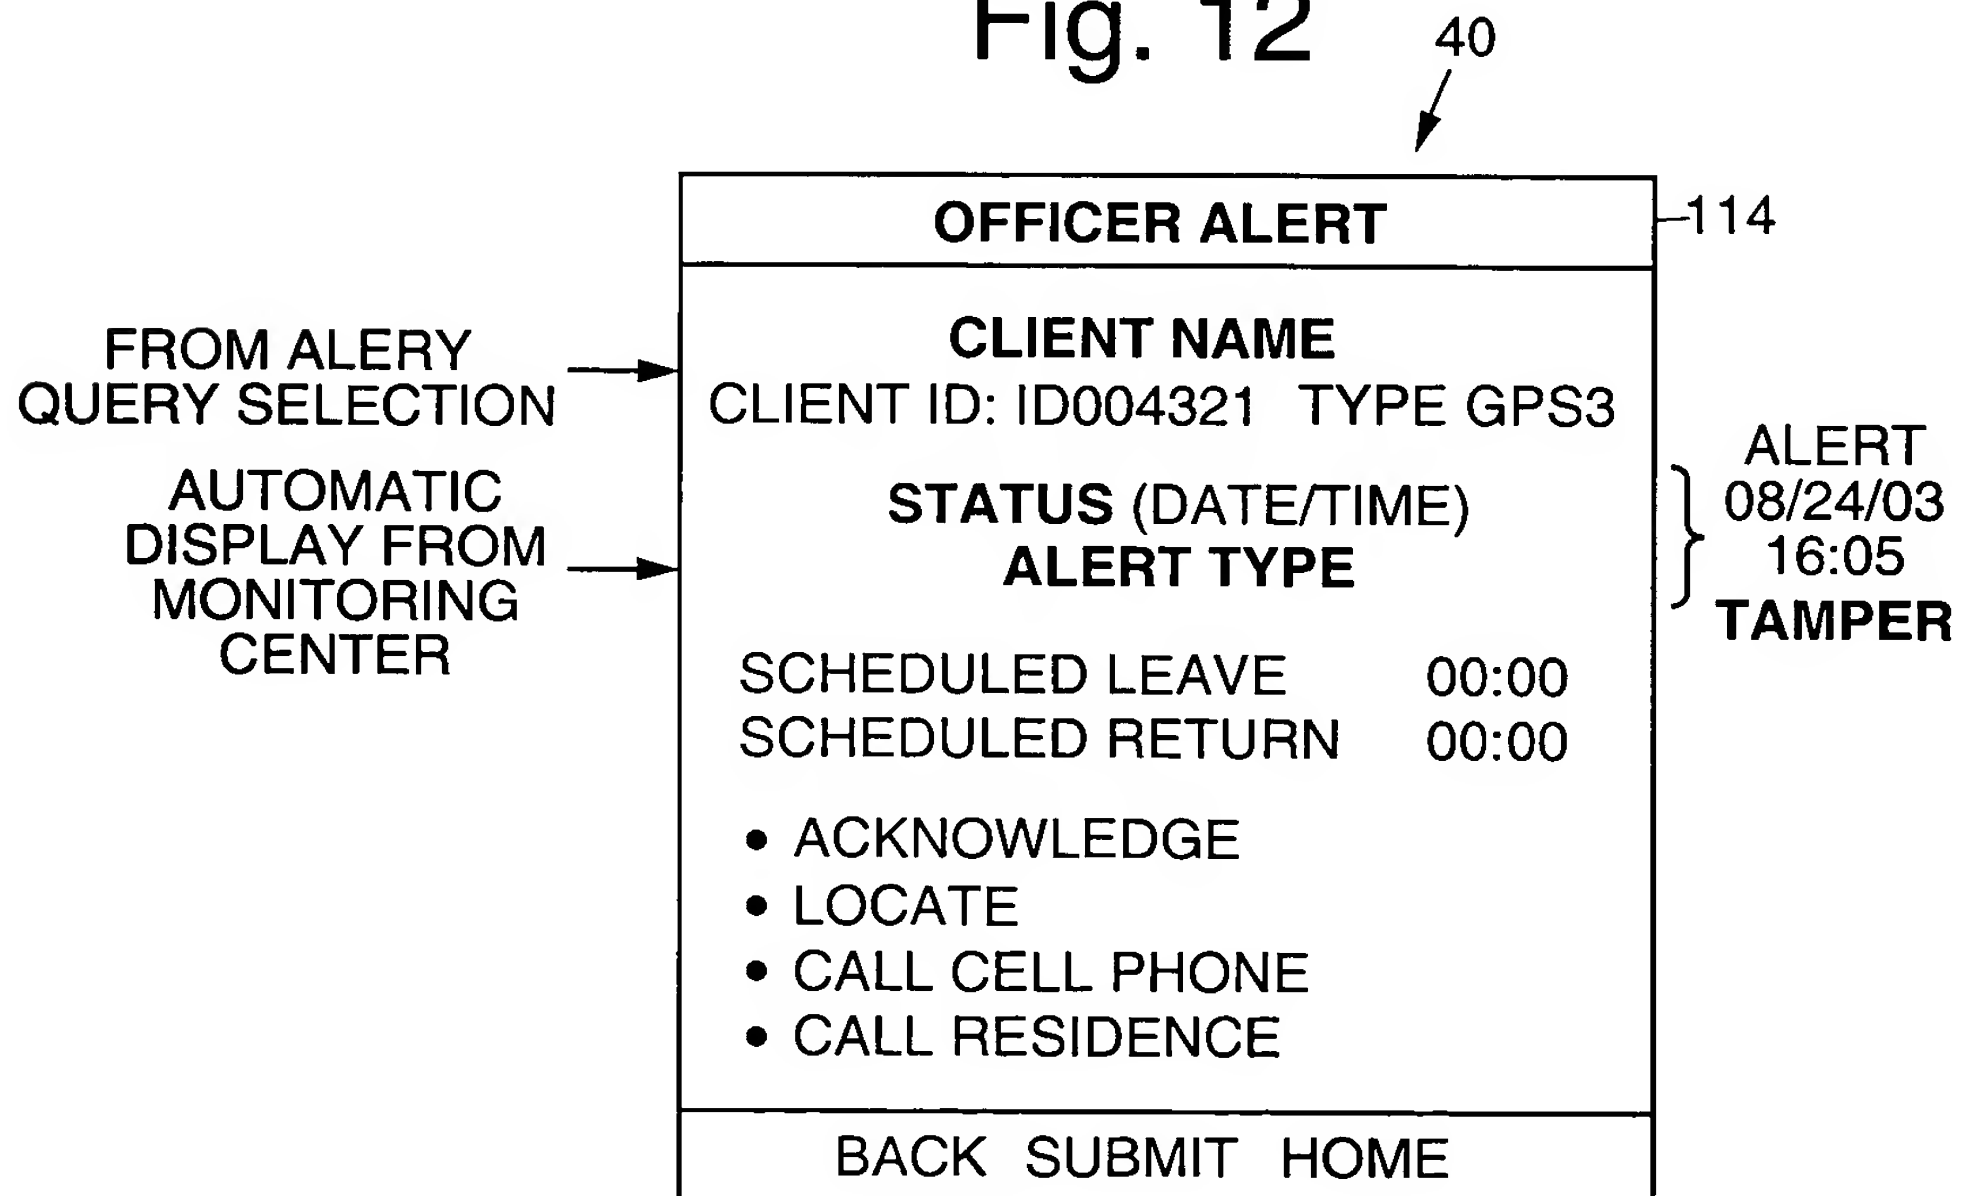 Fig. 12
40
OFFICER ALERT
114
FROM ALERY
QUERY SELECTION
CLIENT NAME
CLIENT ID: ID004321 TYPE GPS3
AUTOMATIC
DISPLAY FROM
MONITORING
CENTER
STATUS (DATE/TIME)
ALERT TYPE
ALERT
08/24/03
16:05
TAMPER
SCHEDULED LEAVE 00:00
SCHEDULED RETURN 00:00
• ACKNOWLEDGE
• LOCATE
• CALL CELL PHONE
• CALL RESIDENCE
BACK SUBMIT HOME